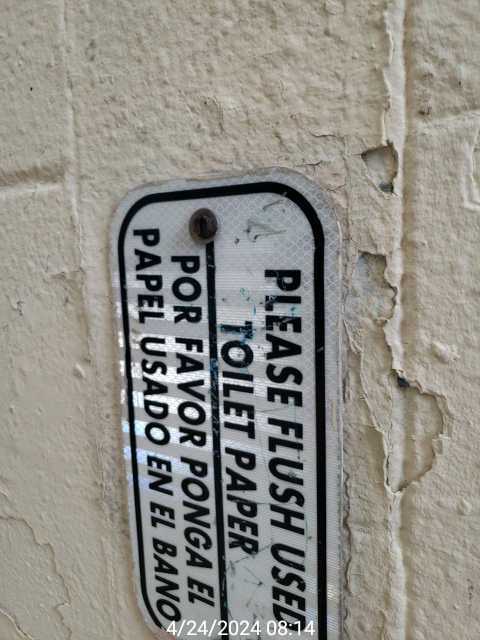 PLEASE FLUSH USED
TOILET PAPER
POR FAVOR PONGA EL
PAPEL USADO EN EL BANO
4/24/2024 08:14